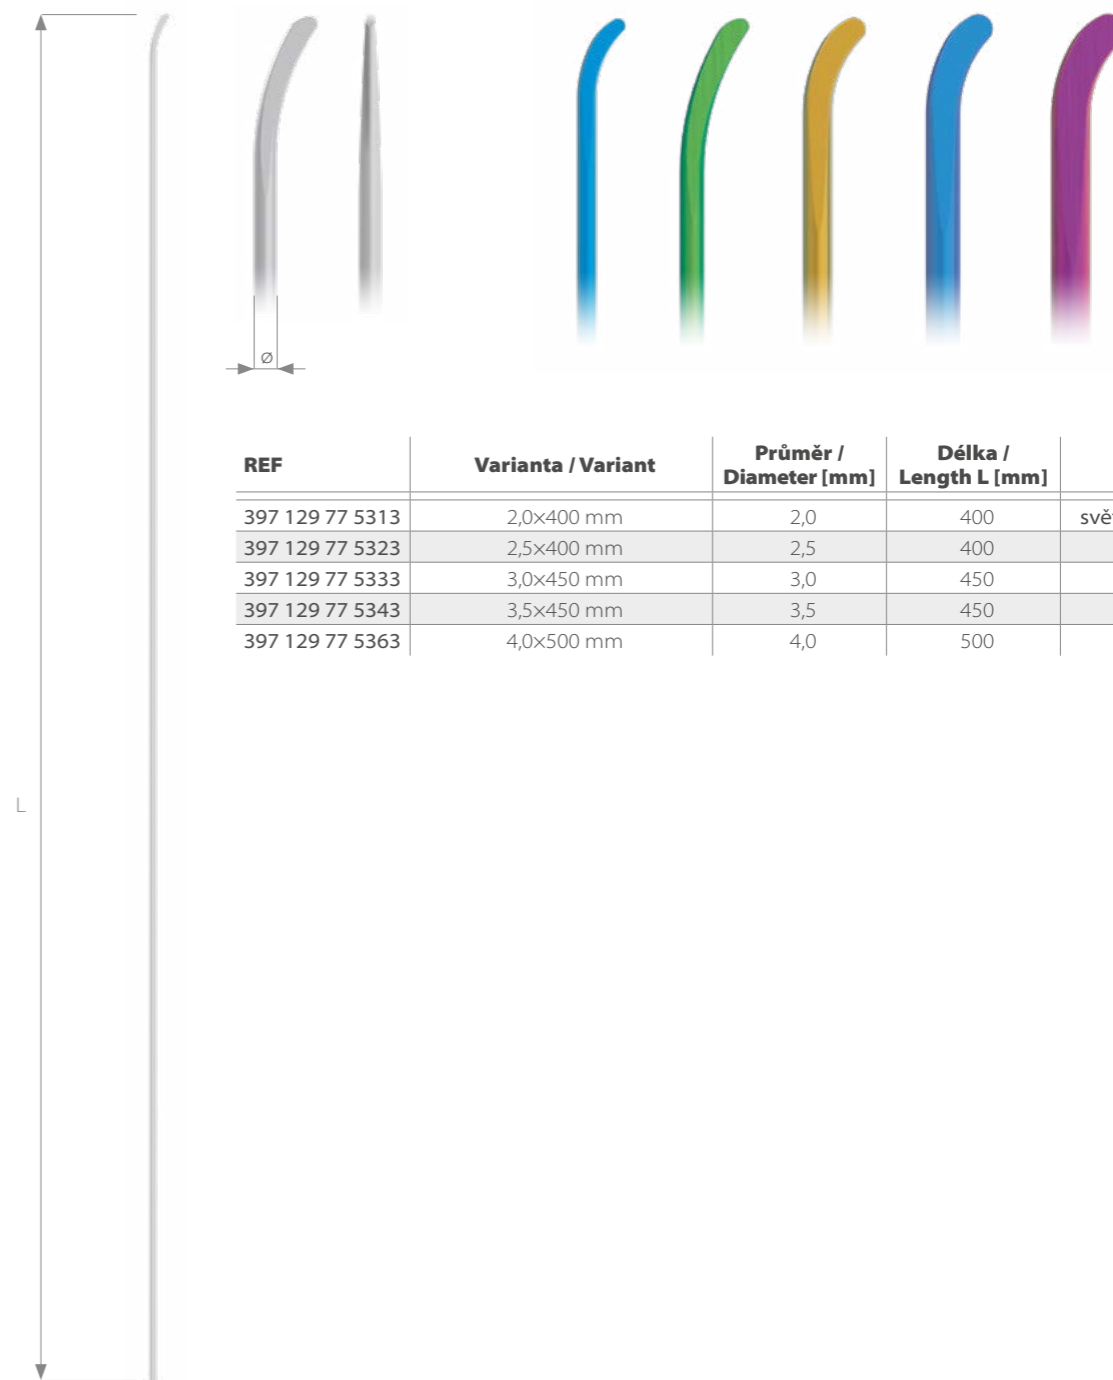 Ø
REF Varianta / Variant Průměr / Diameter [mm] Délka / Length L [mm]
397 129 77 5313 2,0×400 mm 2,0 400
397 129 77 5323 2,5×400 mm 2,5 400
397 129 77 5333 3,0×450 mm 3,0 450
397 129 77 5343 3,5×450 mm 3,5 450
397 129 77 5363 4,0×500 mm 4,0 500
L